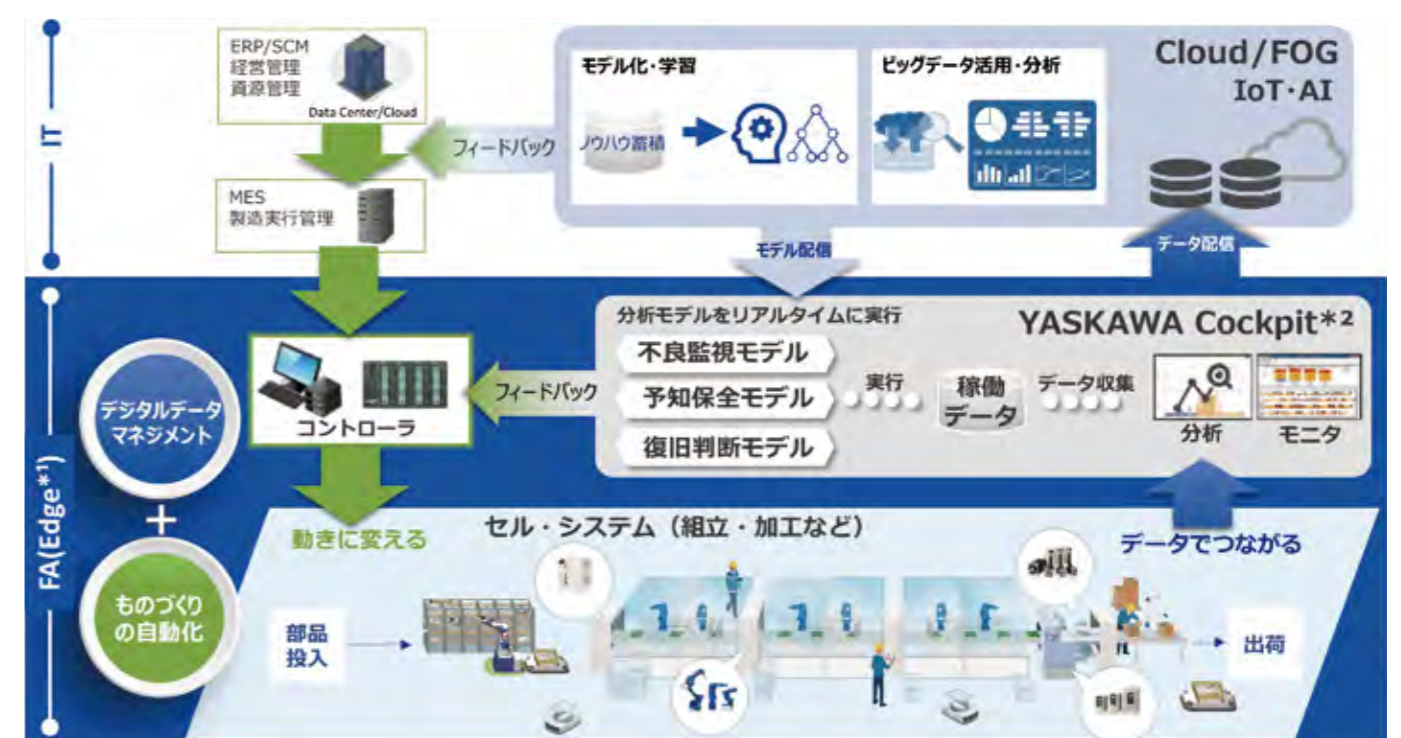 IT
ERP/SCM
経営管理
資源管理
Data Center/Cloud
MES
製造実行管理
フィードバック
モデル化・学習
ノウハウ蓄積
ビッグデータ活用・分析
Cloud/FOG
IoT・AI
モデル配信
データ配信
FA(Edge*1)
デジタルデータ
マネジメント
+
ものづくり
の自動化
コントローラ
フィードバック
分析モデルをリアルタイムに実行
不良監視モデル
予知保全モデル
復旧判断モデル
実行
稼働
データ
データ収集
YASKAWA Cockpit*2
分析
モニタ
動きに変える
セル・システム（組立・加工など）
データでつながる
部品
投入
出荷